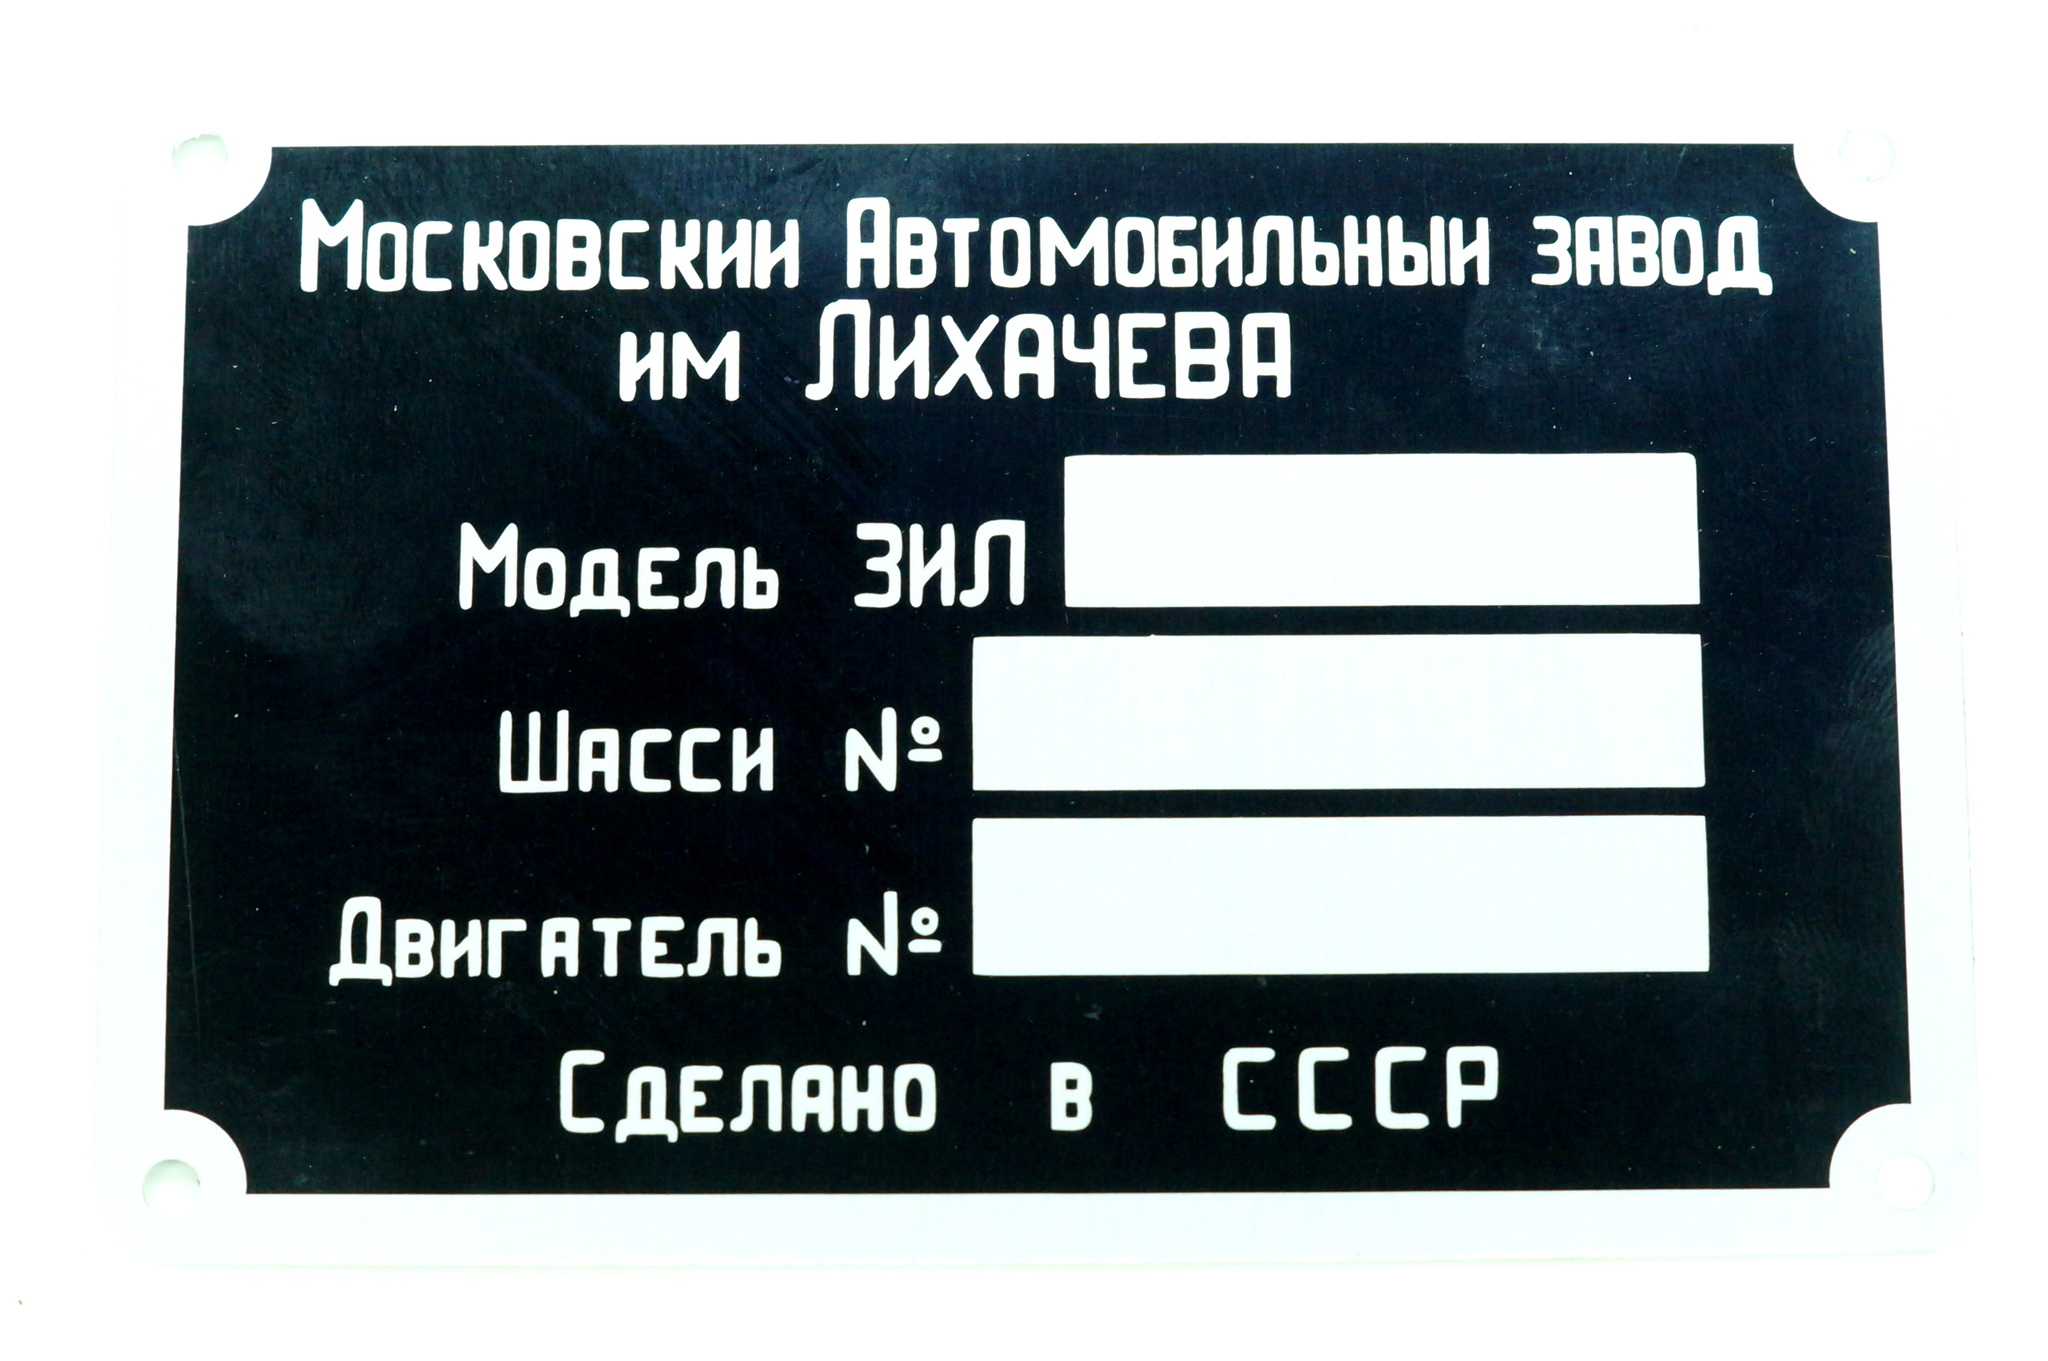 Московский Автомобильный завод
им Лихачева
Модель ЗИЛ
Шасси №
Двигатель №
Сделано в СССР